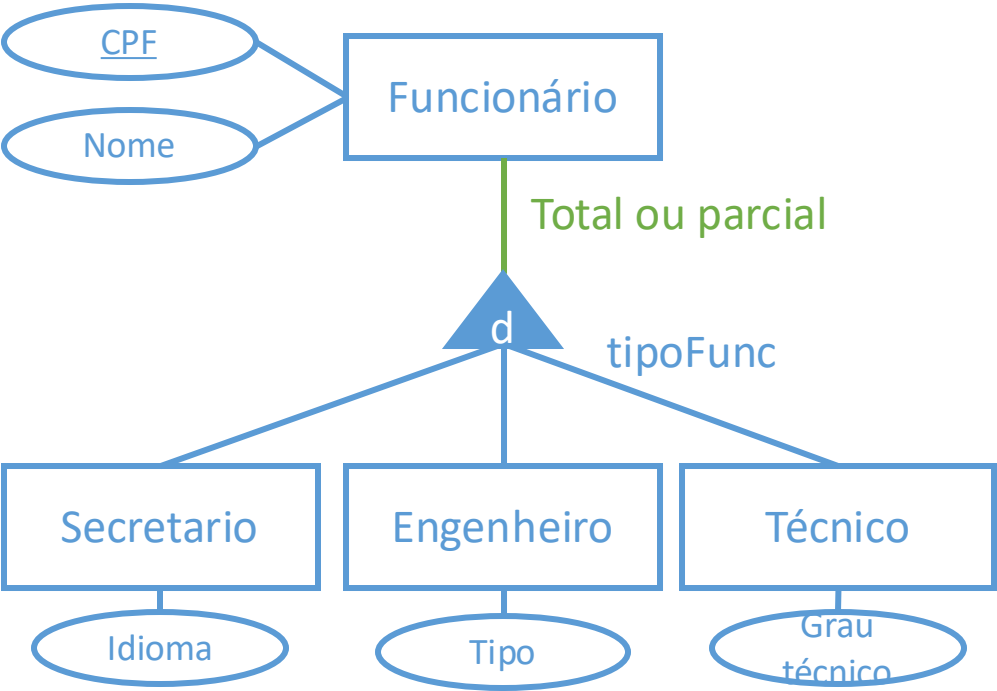 CPF
Funcionário
Nome
Total ou parcial
d
tipoFunc
Secretario
Engenheiro
Técnico
Idioma
Tipo
Grau
técnico